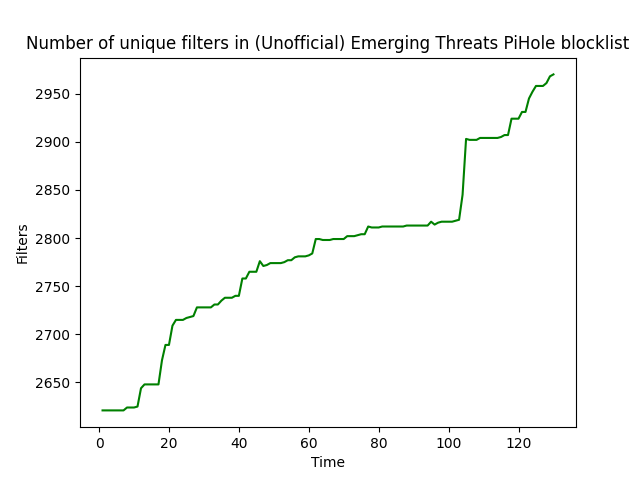 Number of unique filters in (Unofficial) Emerging Threats PiHole blocklist
2950
2900
2850
2800
2750
2700
2650
Filters
0 20 40 60 80 100 120
Time